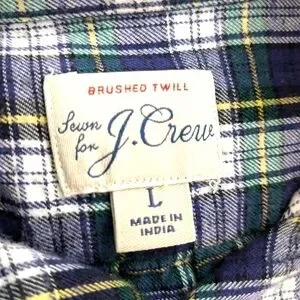 BRUSHED TWILL
Sewn
for J.Crew
L
MADE IN
INDIA